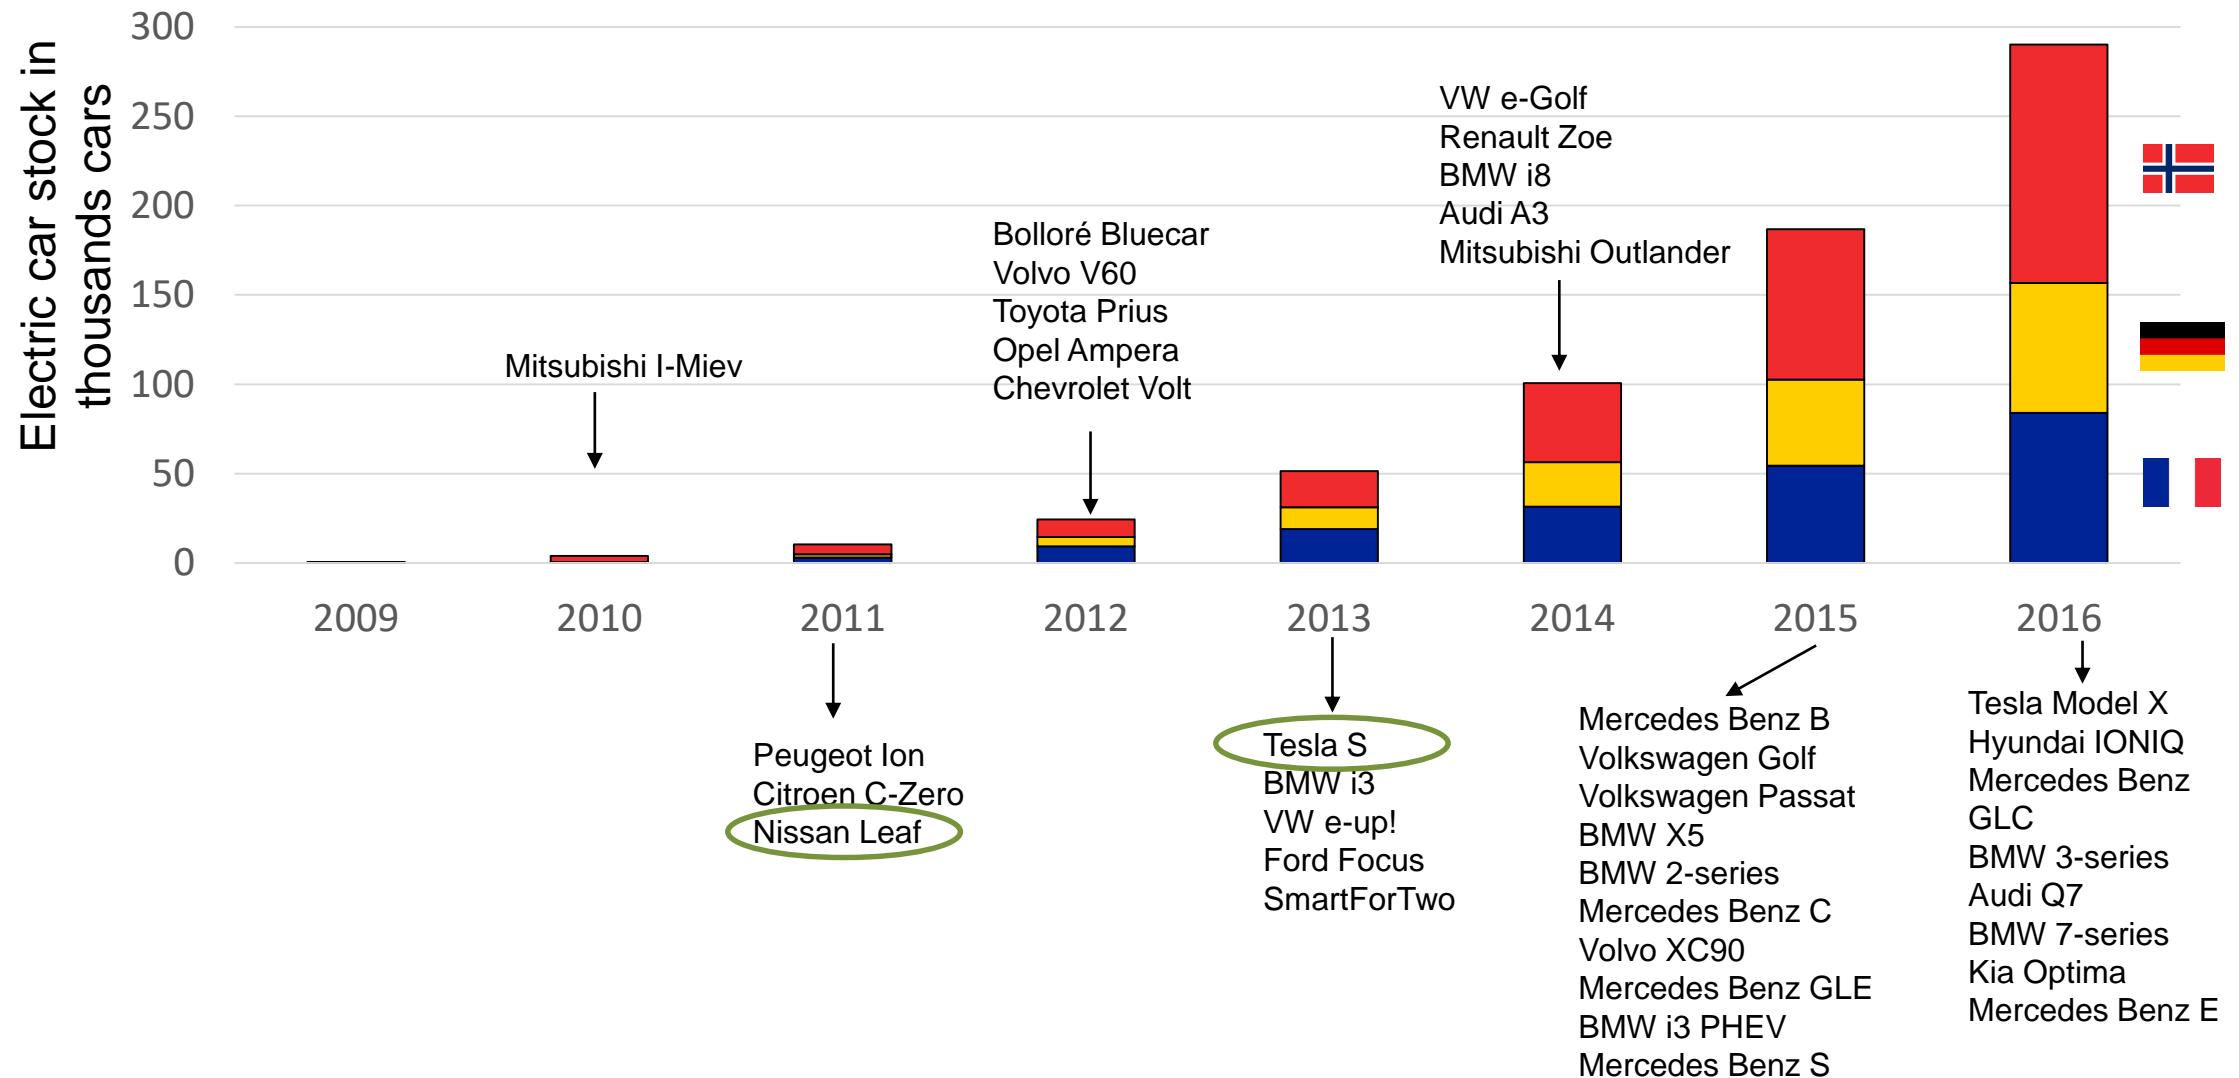 Electric car stock in
thousands cars
300
250
200
150
100
50
0
Mitsubishi I-Miev
Bolloré Bluecar
Volvo V60
Toyota Prius
Opel Ampera
Chevrolet Volt
VW e-Golf
Renault Zoe
BMW i8
Audi A3
Mitsubishi Outlander
2009
2010
2011
2012
2013
2014
2015
2016
Peugeot Ion
Citroen C-Zero
Nissan Leaf
Tesla S
BMW i3
VW e-up!
Ford Focus
SmartForTwo
Mercedes Benz B
Volkswagen Golf
Volkswagen Passat
BMW X5
BMW 2-series
Mercedes Benz C
Volvo XC90
Mercedes Benz GLE
BMW i3 PHEV
Mercedes Benz S
Tesla Model X
Hyundai IONIQ
Mercedes Benz
GLC
BMW 3-series
Audi Q7
BMW 7-series
Kia Optima
Mercedes Benz E